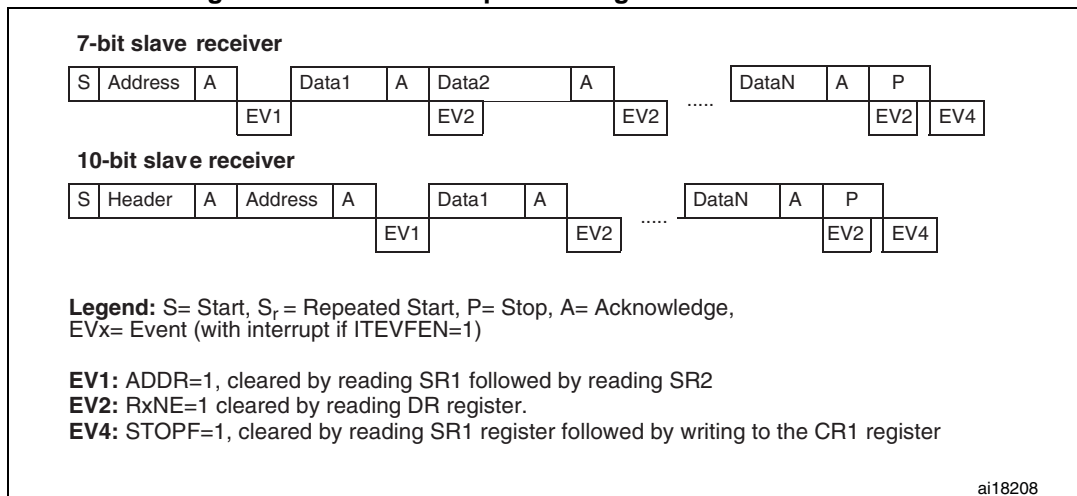 7-bit slave receiver
S Address A Data1 A Data2 A ..... DataN A P
EV1 EV2 EV2 EV2 EV4
10-bit slave receiver
S Header A Address A Data1 A ..... DataN A P
EV1 EV2 EV2 EV4
Legend: S= Start, Sr = Repeated Start, P= Stop, A= Acknowledge,
EVx= Event (with interrupt if ITEVFEN=1)
EV1: ADDR=1, cleared by reading SR1 followed by reading SR2
EV2: RxNE=1 cleared by reading DR register.
EV4: STOPF=1, cleared by reading SR1 register followed by writing to the CR1 register
ai18208